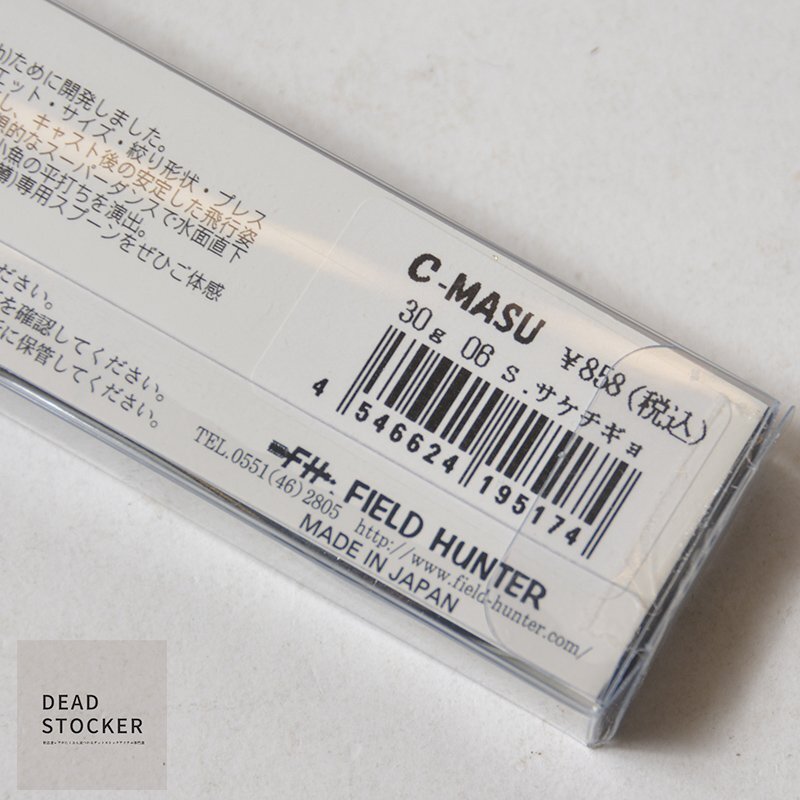 ために開発しました。
エット・サイズ・絞り形状・プレス
し、キャスト後の安定した飛行姿
想的なスーパーダンスで水面直下
小魚の平打ちを演出。
専用スプーンをぜひご体感
ださい。
を確認してください。
に保管してください。
C-MASU
30g 06 S.サケチギョ
¥858(税込)
4 546624 195174
FH. FIELD HUNTER
TEL.0551(46)2805 http://www.field-hunter.com/
MADE IN JAPAN
DEAD
STOCKER